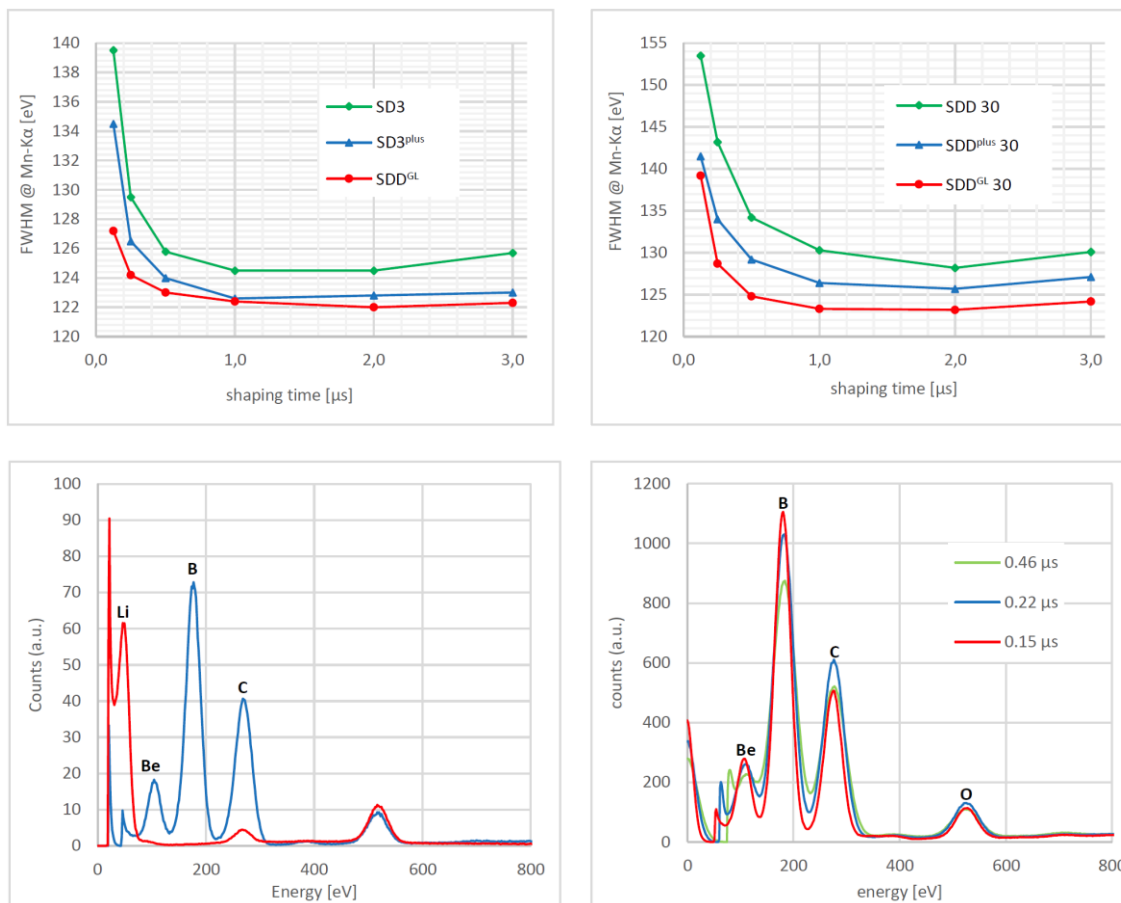 140
138
136
134
132
130
128
126
124
122
120
FWHM @ Mn-Kα [eV]
SD3
SD3plus
SDDGL
0,0 1,0 2,0 3,0
shaping time [µs]
155
150
145
140
135
130
125
120
FWHM @ Mn-Kα [eV]
SDD 30
SDDplus 30
SDDGL 30
0,0 1,0 2,0 3,0
shaping time [µs]
100
90
80
70
60
50
40
30
20
10
0
Counts (a.u.)
Li
Be
B
C
0 200 400 600 800
Energy [eV]
1200
1000
800
600
400
200
0
counts (a.u.)
B
C
Be
O
0.46 µs
0.22 µs
0.15 µs
0 200 400 600 800
energy [eV]